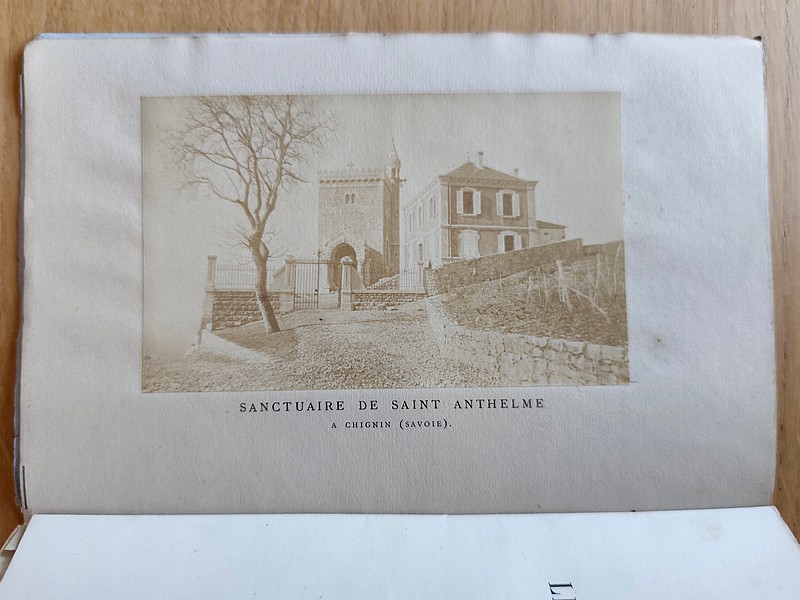 SANCTUAIRE DE SAINT ANTHELME
A CHIGNIN (SAVOIE).